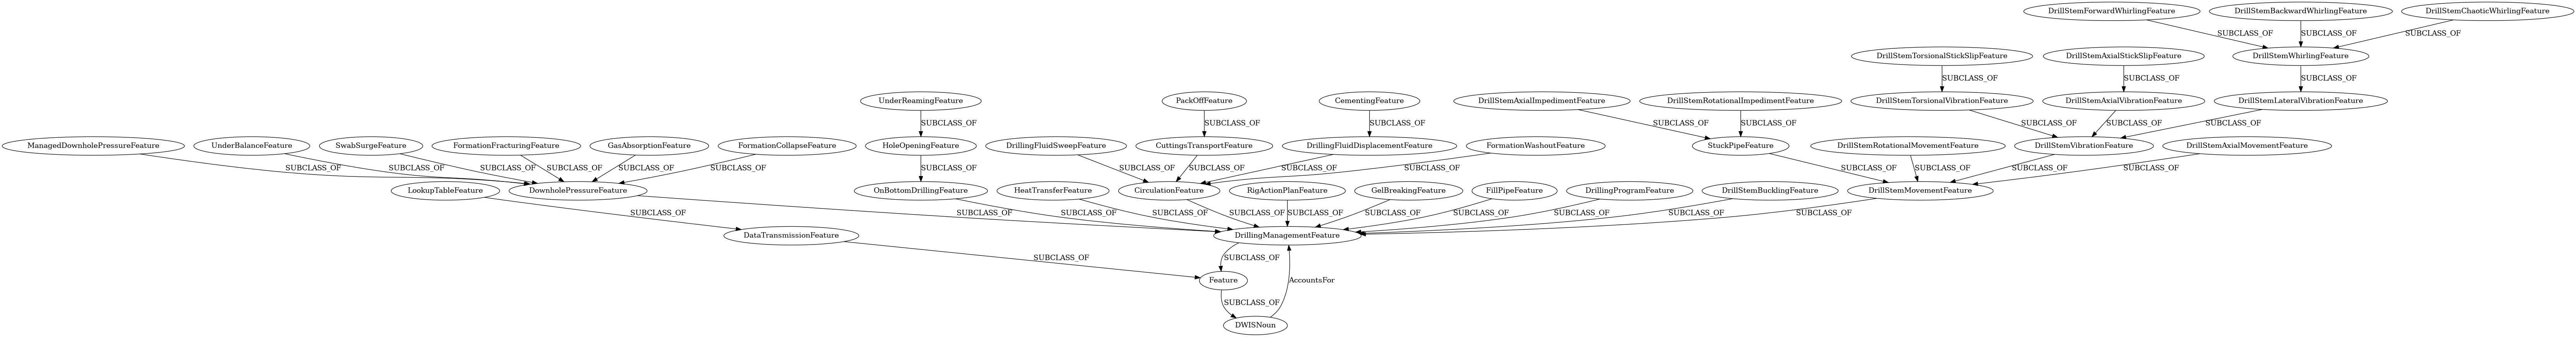 DrillStemForwardWhirlingFeature DrillStemBackwardWhirlingFeature DrillStemChaoticWhirlingFeature
SUBCLASS_OF SUBCLASS_OF SUBCLASS_OF
DrillStemTorsionalStickSlipFeature DrillStemAxialStickSlipFeature DrillStemWhirlingFeature
SUBCLASS_OF SUBCLASS_OF SUBCLASS_OF
UnderReamingFeature PackOffFeature CementingFeature DrillStemAxialImpedimentFeature DrillStemRotationalImpedimentFeature DrillStemTorsionalVibrationFeature DrillStemAxialVibrationFeature DrillStemLateralVibrationFeature
SUBCLASS_OF SUBCLASS_OF SUBCLASS_OF SUBCLASS_OF SUBCLASS_OF SUBCLASS_OF SUBCLASS_OF SUBCLASS_OF
ManagedDownholePressureFeature UnderBalanceFeature SwabSurgeFeature FormationFracturingFeature GasAbsorptionFeature FormationCollapseFeature HoleOpeningFeature DrillingFluidSweepFeature CuttingsTransportFeature DrillingFluidDisplacementFeature FormationWashoutFeature StuckPipeFeature DrillStemRotationalMovementFeature DrillStemVibrationFeature DrillStemAxialMovementFeature
SUBCLASS_OF SUBCLASS_OF SUBCLASS_OF SUBCLASS_OF SUBCLASS_OF SUBCLASS_OF SUBCLASS_OF SUBCLASS_OF SUBCLASS_OF SUBCLASS_OF SUBCLASS_OF SUBCLASS_OF SUBCLASS_OF SUBCLASS_OF SUBCLASS_OF
LookupTableFeature DownholePressureFeature OnBottomDrillingFeature HeatTransferFeature CirculationFeature RigActionPlanFeature GelBreakingFeature FillPipeFeature DrillingProgramFeature DrillStemBucklingFeature DrillStemMovementFeature
SUBCLASS_OF SUBCLASS_OF SUBCLASS_OF SUBCLASS_OF SUBCLASS_OF SUBCLASS_OF SUBCLASS_OF SUBCLASS_OF SUBCLASS_OF SUBCLASS_OF SUBCLASS_OF
DataTransmissionFeature DrillingManagementFeature
SUBCLASS_OF SUBCLASS_OF
Feature AccountsFor
SUBCLASS_OF
DWISNoun